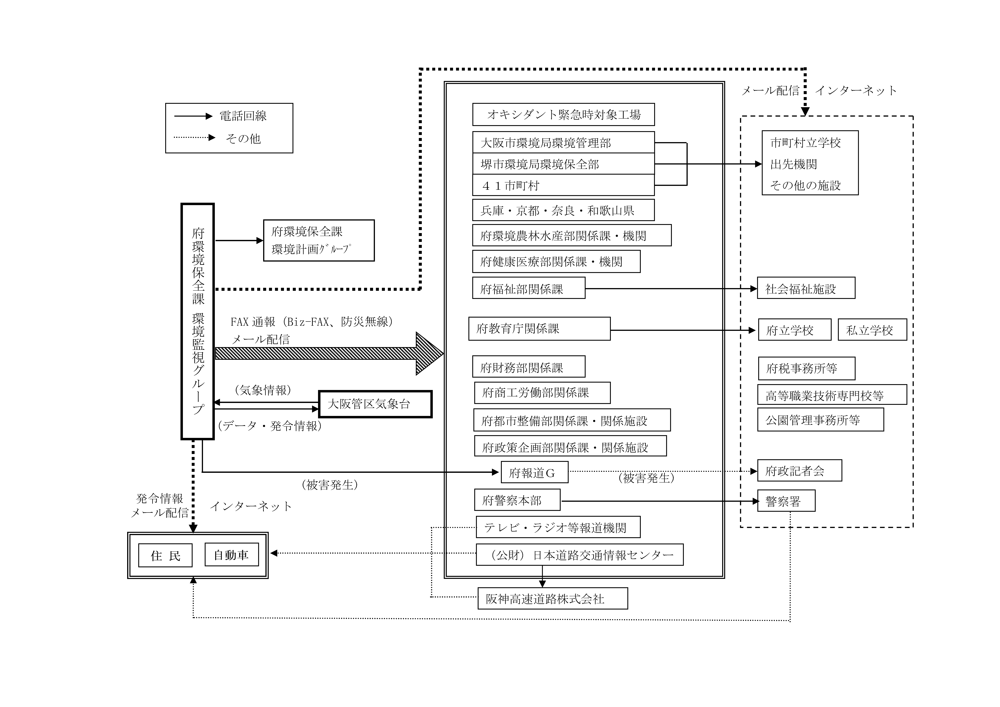 電話回線
その他
メール配信
インターネット
オキシダント緊急時対象工場
大阪市環境局環境管理部
堺市環境局環境保全部
４１市町村
兵庫・京都・奈良・和歌山県
府環境農林水産部関係課・機関
府健康医療部関係課・機関
府福祉部関係課
府教育庁関係課
府財務部関係課
府商工労働部関係課
府都市整備部関係課・関係施設
府政策企画部関係課・関係施設
府報道Ｇ
府警察本部
テレビ・ラジオ等報道機関
（公財）日本道路交通情報センター
阪神高速道路株式会社
市町村立学校
出先機関
その他の施設
社会福祉施設
府立学校
私立学校
府税事務所等
高等職業技術専門校等
公園管理事務所等
府政記者会
警察署
（被害発生）
府環境保全課 環境監視グループ
府環境保全課
環境計画ｸﾞﾙｰﾌﾟ
FAX 通報（Biz-FAX、防災無線）
メール配信
（気象情報）
大阪管区気象台
（データ・発令情報）
（被害発生）
発令情報
メール配信
インターネット
住 民
自動車